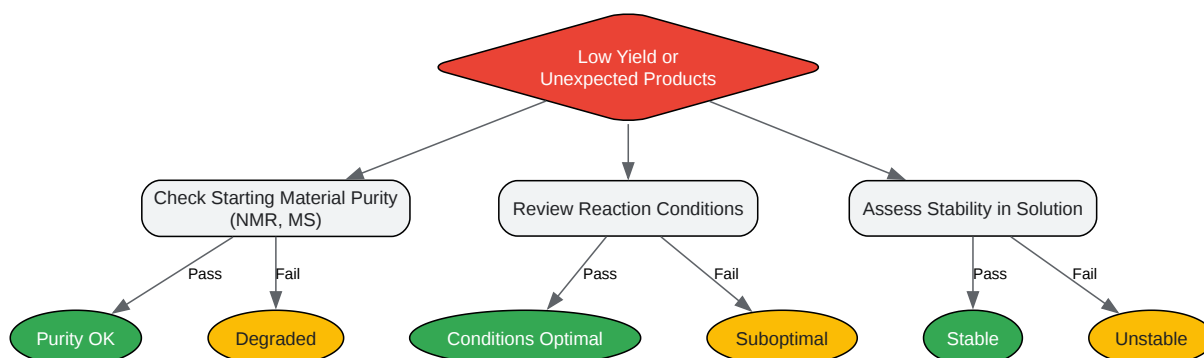 Low Yield or
Unexpected Products
Check Starting Material Purity
(NMR, MS)
Review Reaction Conditions
Assess Stability in Solution
Pass
Fail
Pass
Fail
Pass
Fail
Purity OK
Degraded
Conditions Optimal
Suboptimal
Stable
Unstable